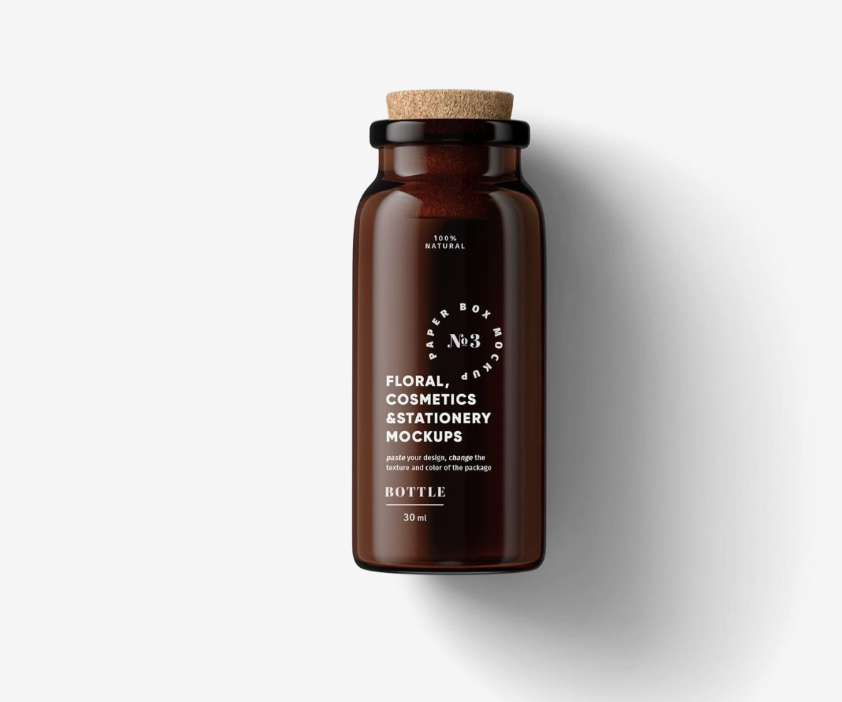 100%
NATURAL
PAPER BOX MOCKUP
№3
FLORAL,
COSMETICS
&STATIONERY
MOCKUPS
paste your design, change the
texture and color of the package
BOTTLE
30 ml